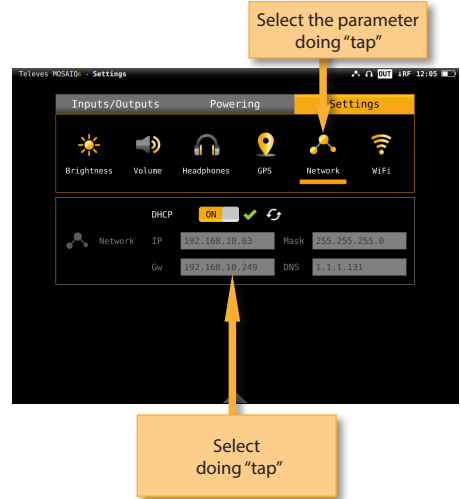 Select the parameter
doing “tap”
Televes MOSAIQ6 - Settings OUT ↓RF 12:05
Inputs/Outputs Powering Settings
Brightness Volume Headphones GPS Network WiFi
DHCP ON
Network IP 192.168.10.63 Mask 255.255.255.0
Gw 192.168.10.249 DNS 1.1.1.131
Select
doing “tap”